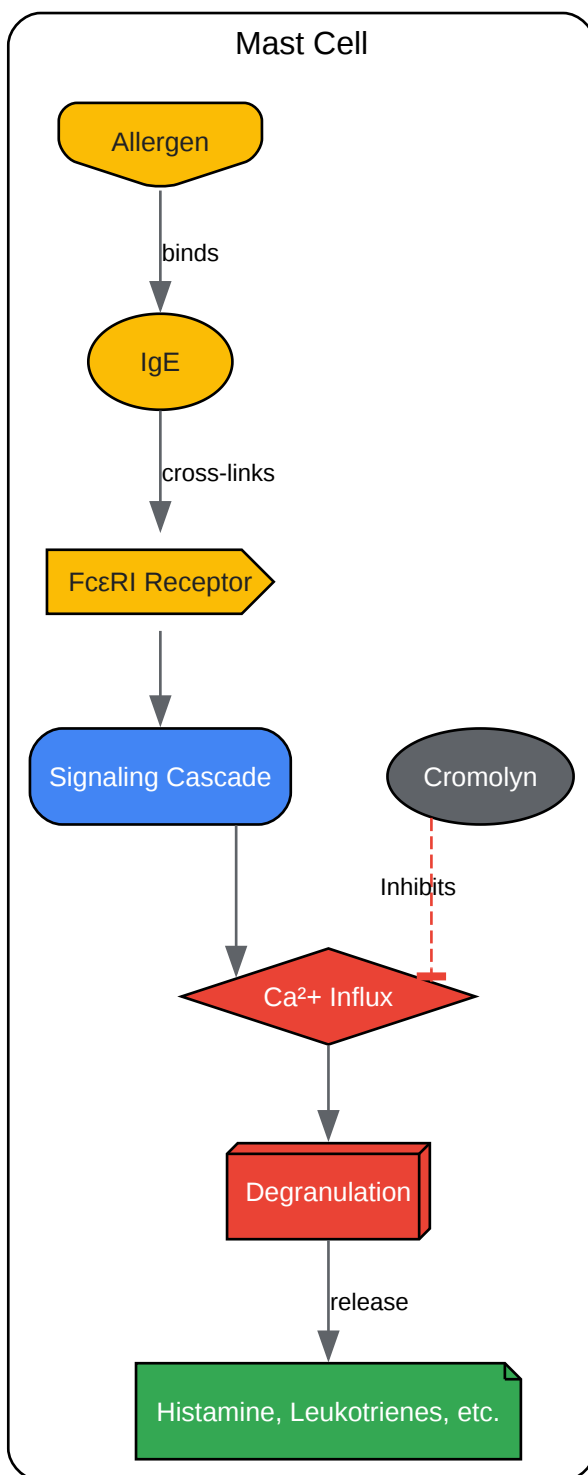 Mast Cell
Allergen
binds
IgE
cross-links
FcεRI Receptor
Signaling Cascade
Cromolyn
Inhibits
Ca²+ Influx
Degranulation
release
Histamine, Leukotrienes, etc.